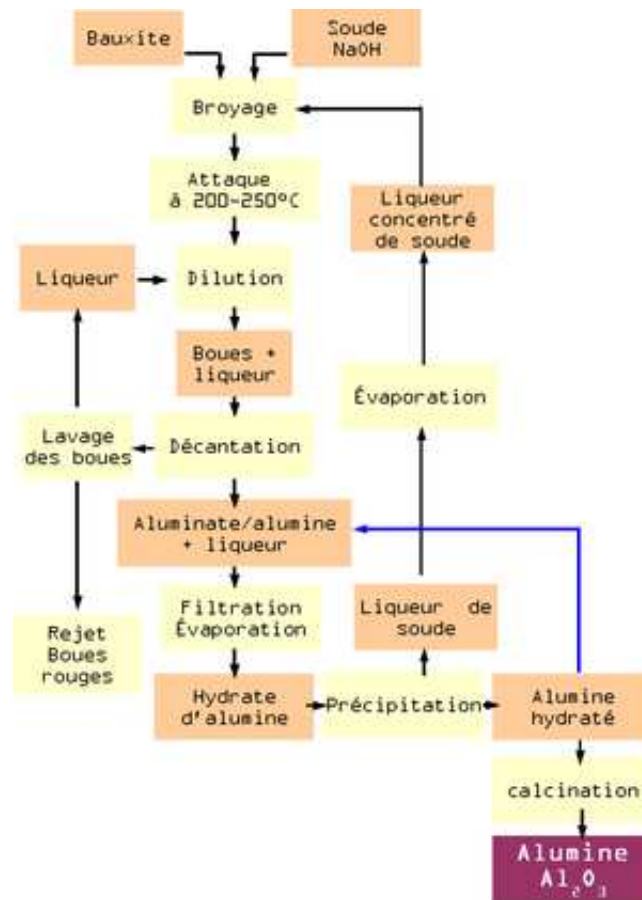 Bauxite
Soude
NaOH
Broyage
Attaque
à 200-250°C
Liqueur
concentré
de soude
Liqueur
Dilution
Boues +
liqueur
Évaporation
Lavage
des boues
Décantation
Aluminate/alumine
+ liqueur
Filtration
Évaporation
Liqueur de
soude
Rejet
Boues
rouges
Hydrate
d'alumine
Précipitation
Alumine
hydraté
calcination
Alumine
Al₂O₃